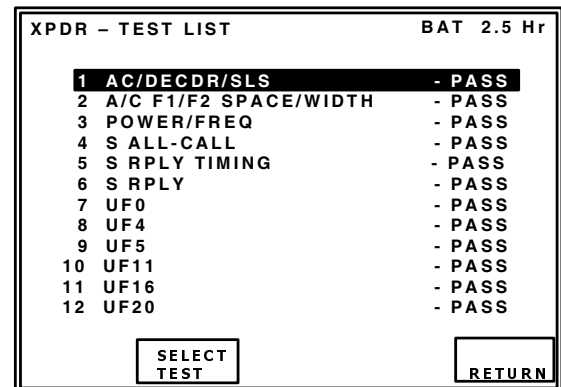 XPDR – TEST LIST BAT 2.5 Hr
1 AC/DECDR/SLS - PASS
2 A/C F1/F2 SPACE/WIDTH - PASS
3 POWER/FREQ - PASS
4 S ALL-CALL - PASS
5 S RPLY TIMING - PASS
6 S RPLY - PASS
7 UF0 - PASS
8 UF4 - PASS
9 UF5 - PASS
10 UF11 - PASS
11 UF16 - PASS
12 UF20 - PASS
SELECT
TEST
RETURN